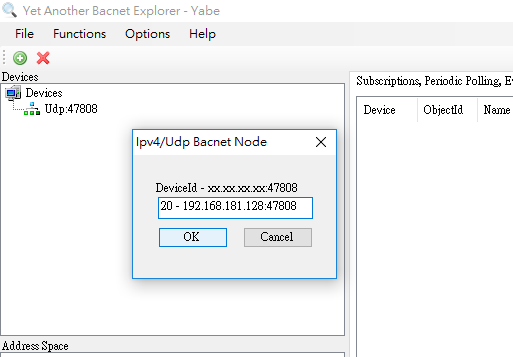 Yet Another Bacnet Explorer - Yabe
File Functions Options Help
Devices
Devices
Udp:47808
Subscriptions, Periodic Polling, E
Device ObjectId Name
Ipv4/Udp Bacnet Node
DeviceId - xx.xx.xx.xx:47808
20 - 192.168.181.128:47808
OK Cancel
Address Space